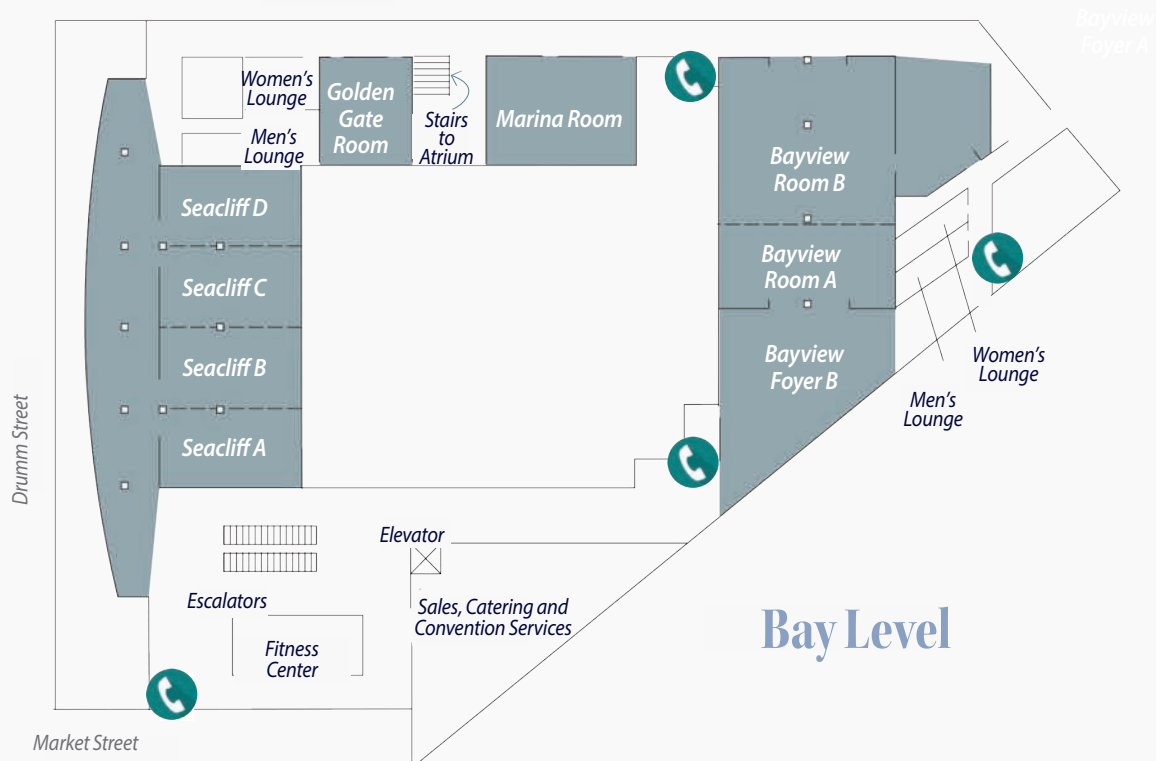 Bayview
Foyer A
Women's
Lounge
Golden
Gate
Room
Men's
Lounge
Stairs
to
Atrium
Marina Room
Bayview
Room B
Seacliff D
Bayview
Room A
Seacliff C
Women's
Lounge
Bayview
Foyer B
Seacliff B
Men's
Lounge
Seacliff A
Drumm Street
Elevator
Escalators
Sales, Catering and
Convention Services
Bay Level
Fitness
Center
Market Street